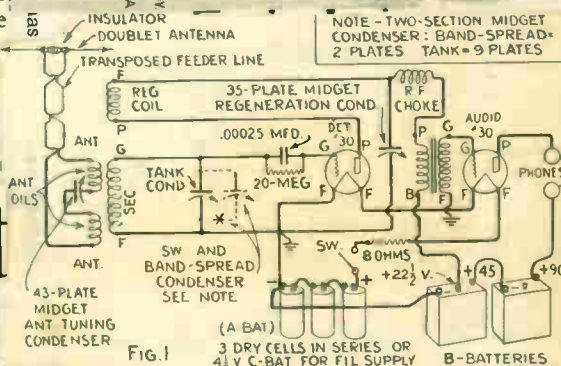 INSULATOR
DOUBLET ANTENNA
TRANSPOSED FEEDER LINE
NOTE - TWO-SECTION MIDGET
CONDENSER: BAND-SPREAD=
2 PLATES TANK=9 PLATES
F
REG
COIL
P
35-PLATE MIDGET
REGENERATION COND.
R F
CHOKE
.00025 MFD.
DET
'30
AUDIO
'30
G
P
F
F
P
G
B
F
G
P
F
F
PHONES
ANT
ANT
OILS
ANT.
G
SEC
F
TANK
COND
20-MEG
*
SW AND
BAND-SPREAD
CONDENSER
SEE NOTE
SW.
8 OHMS
43-PLATE
MIDGET
ANT TUNING
CONDENSER
- +
+22½ V.
+45
+90
FIG.1
(A-BAT)
3 DRY CELLS IN SERIES OR
4½ V C-BAT FOR FIL SUPPLY
B-BATTERIES